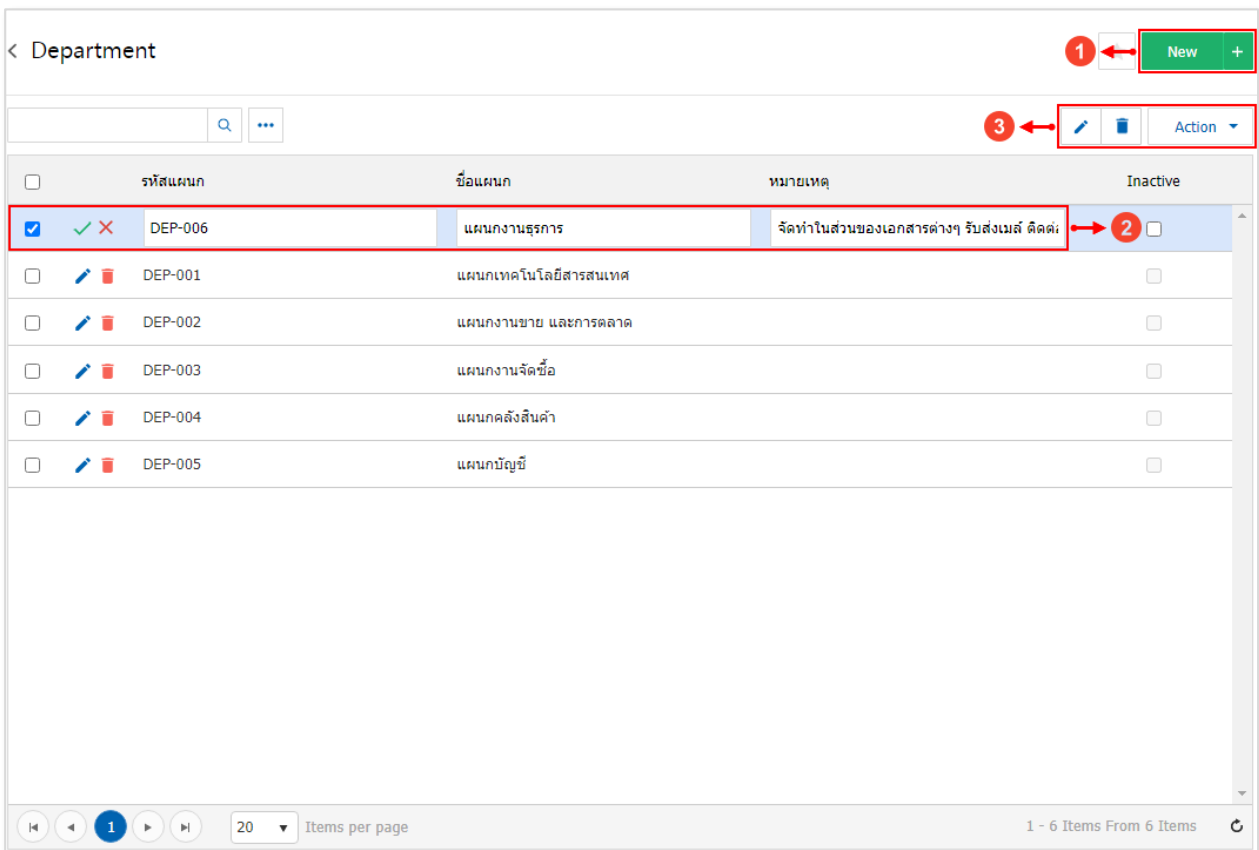 Department
1
New +
3
Action
รหัสแผนก ชื่อแผนก หมายเหตุ Inactive
DEP-006 แผนกงานธุรการ จัดทำในส่วนของเอกสารต่างๆ รับส่งเมล์ 2
DEP-001 แผนกเทคโนโลยีสารสนเทศ
DEP-002 แผนกงานขาย และการตลาด
DEP-003 แผนกงานจัดซื้อ
DEP-004 แผนกคลังสินค้า
DEP-005 แผนกบัญชี
1 20 Items per page 1 - 6 Items From 6 Items